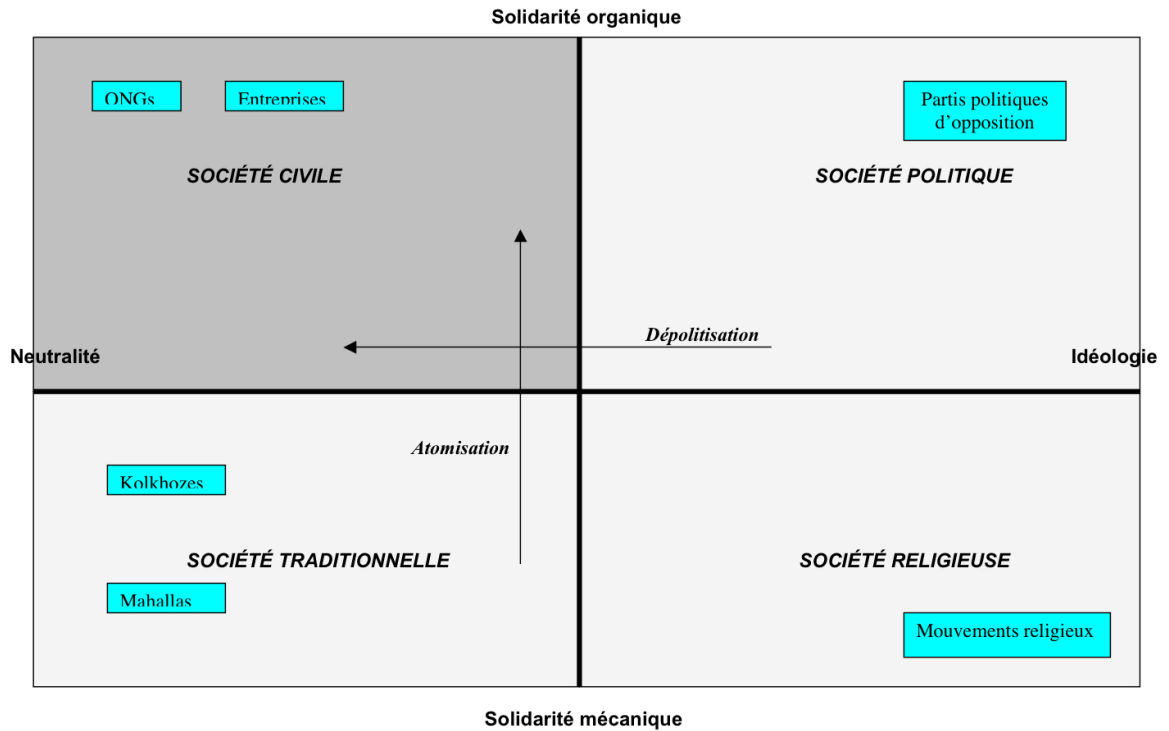 Solidarité organique
ONGs
Entreprises
Partis politiques
d’opposition
SOCIÉTÉ CIVILE
SOCIÉTÉ POLITIQUE
Dépolitisation
Neutralité
Idéologie
Atomisation
Kolkhozes
SOCIÉTÉ TRADITIONNELLE
SOCIÉTÉ RELIGIEUSE
Mahallas
Mouvements religieux
Solidarité mécanique